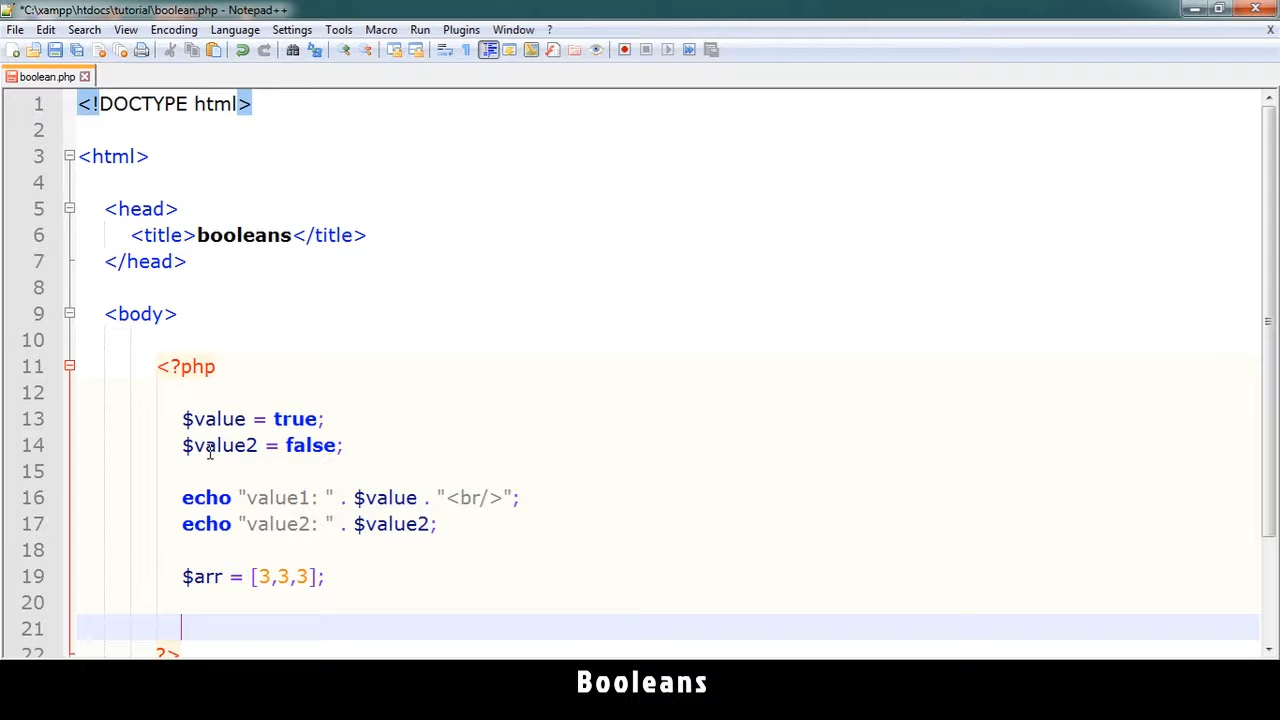 *C:\xampp\htdocs\tutorial\boolean.php - Notepad++
File Edit Search View Encoding Language Settings Tools Macro Run Plugins Window ? X
boolean.php
1 <!DOCTYPE html>
2
3 <html>
4
5 <head>
6 <title>booleans</title>
7 </head>
8
9 <body>
10
11 <?php
12
13 $value = true;
14 $value2 = false;
15
16 echo "value1: " . $value . "<br/>";
17 echo "value2: " . $value2;
18
19 $arr = [3,3,3];
20
21
22 ?>
Booleans